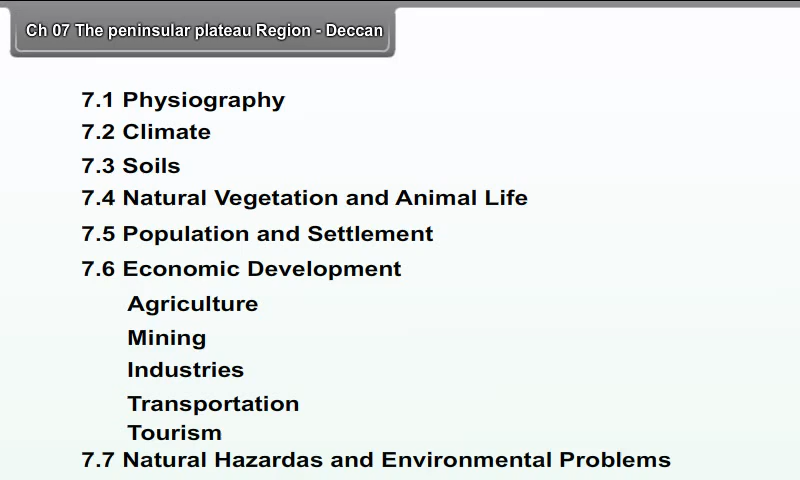 Ch 07 The peninsular plateau Region - Deccan
7.1 Physiography
7.2 Climate
7.3 Soils
7.4 Natural Vegetation and Animal Life
7.5 Population and Settlement
7.6 Economic Development
Agriculture
Mining
Industries
Transportation
Tourism
7.7 Natural Hazardas and Environmental Problems